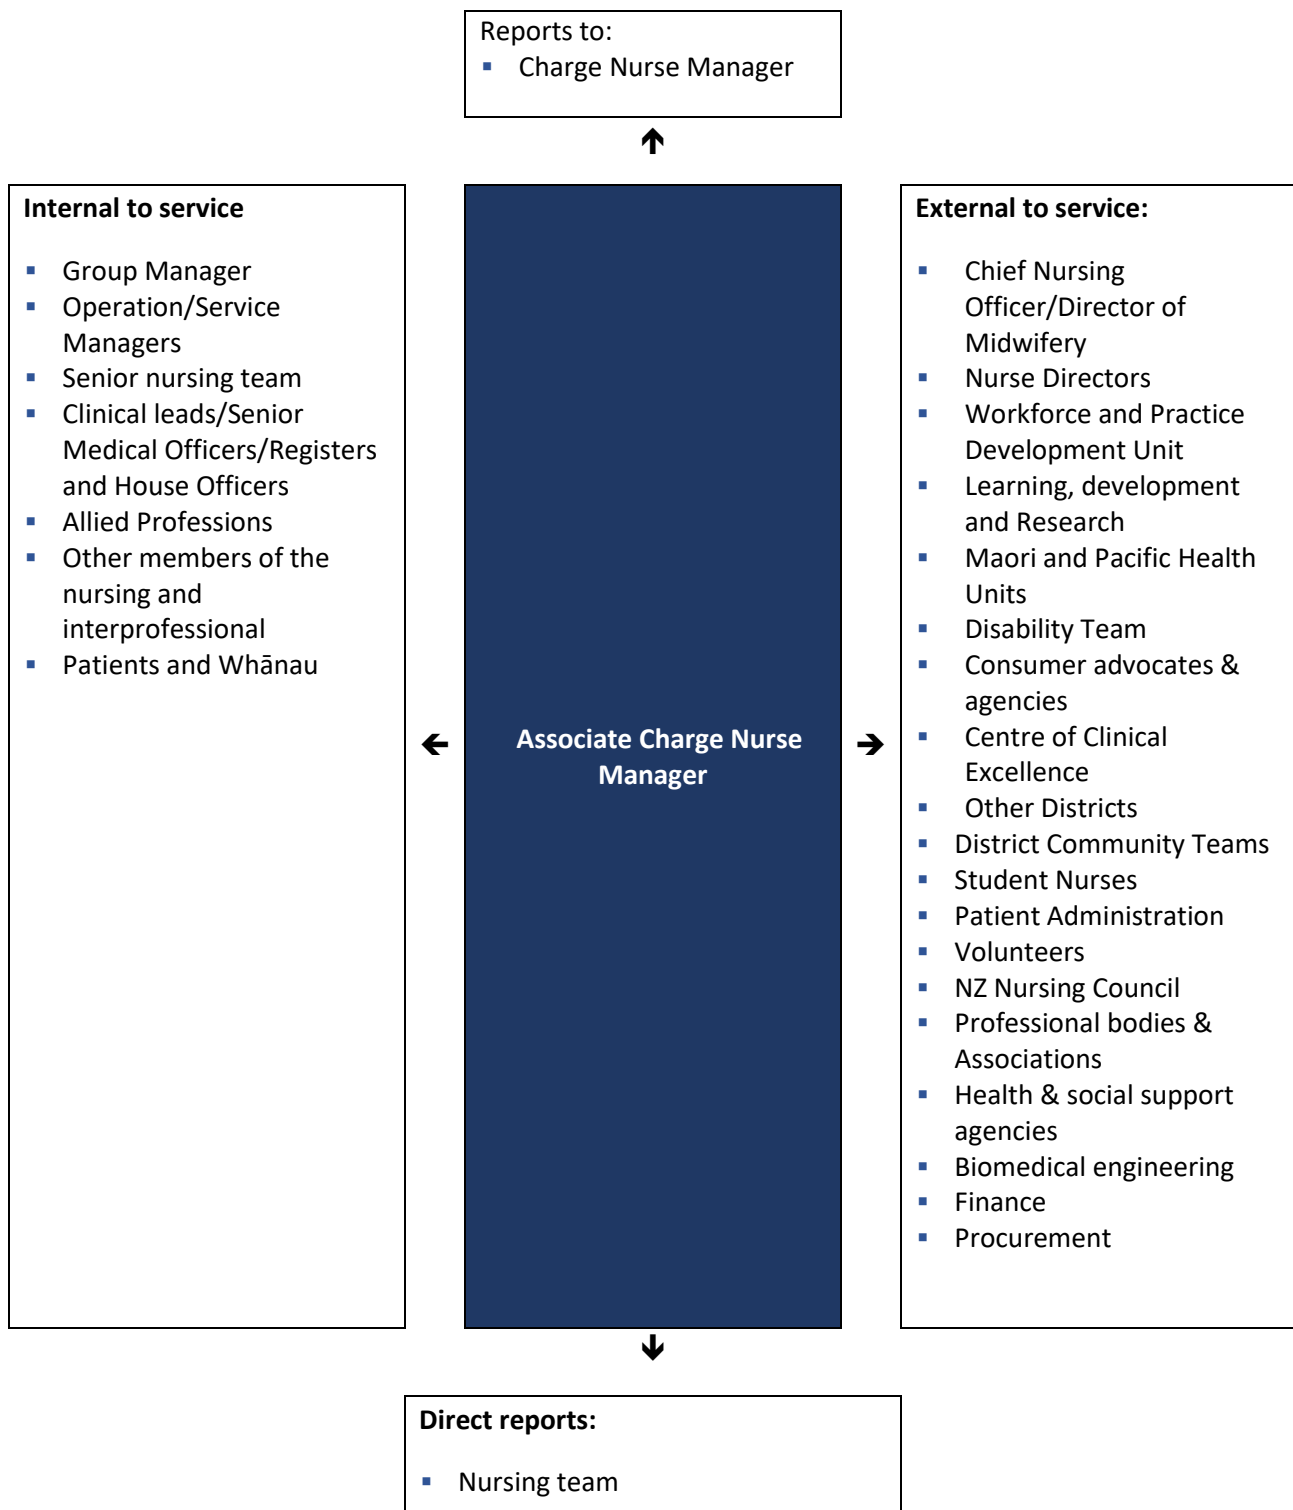 Reports to:
▪ Charge Nurse Manager
Internal to service
▪ Group Manager
▪ Operation/Service
Managers
▪ Senior nursing team
▪ Clinical leads/Senior
Medical Officers/Registers
and House Officers
▪ Allied Professions
▪ Other members of the
nursing and
interprofessional
▪ Patients and Whānau
Associate Charge Nurse
Manager
External to service:
▪ Chief Nursing
Officer/Director of
Midwifery
▪ Nurse Directors
▪ Workforce and Practice
Development Unit
▪ Learning, development
and Research
▪ Maori and Pacific Health
Units
▪ Disability Team
▪ Consumer advocates &
agencies
▪ Centre of Clinical
Excellence
▪ Other Districts
▪ District Community Teams
▪ Student Nurses
▪ Patient Administration
▪ Volunteers
▪ NZ Nursing Council
▪ Professional bodies &
Associations
▪ Health & social support
agencies
▪ Biomedical engineering
▪ Finance
▪ Procurement
Direct reports:
▪ Nursing team